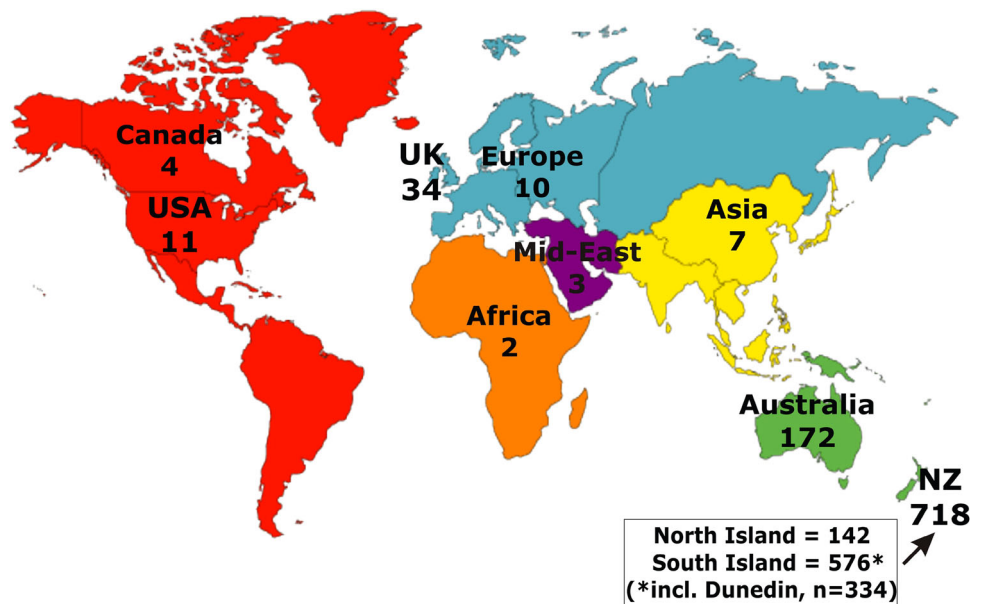 Canada
4
USA
11
UK
34
Europe
10
Asia
7
Mid-East
3
Africa
2
Australia
172
NZ
718
North Island = 142
South Island = 576*
(*incl. Dunedin, n=334)